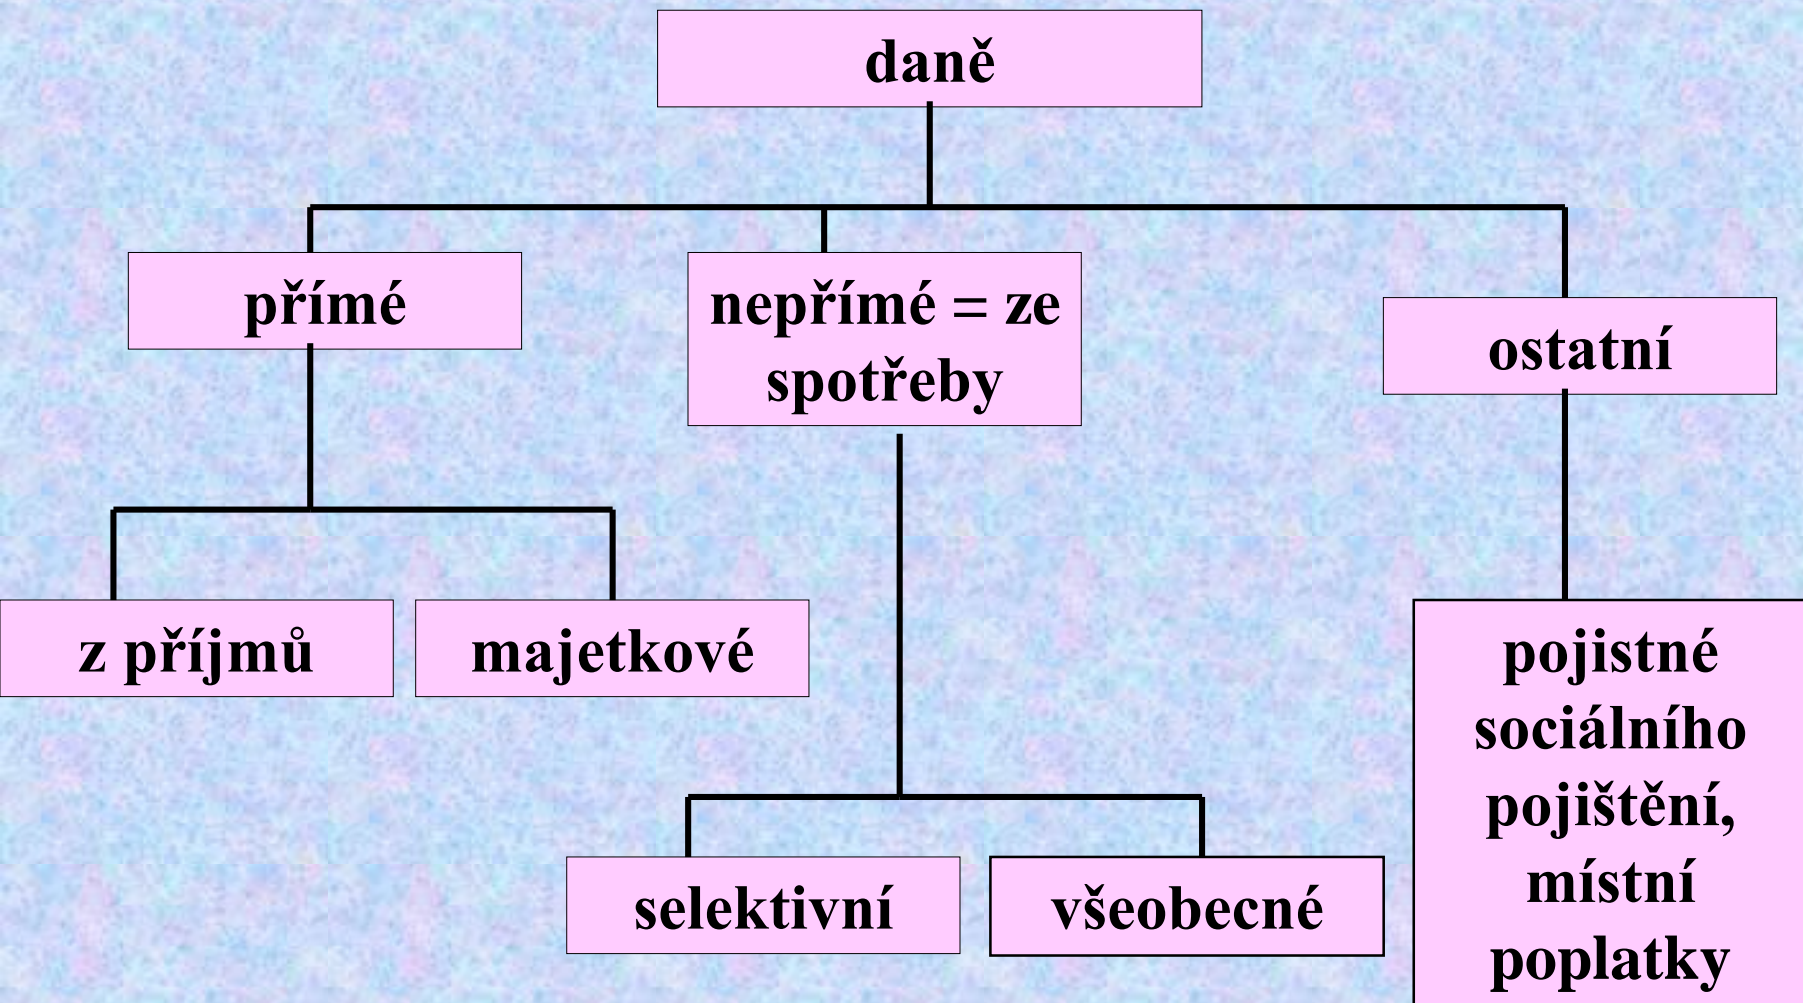 daně
přímé
nepřímé = ze
spotřeby
ostatní
z příjmů
majetkové
pojistné
sociálního
pojištění,
místní
poplatky
selektivní
všeobecné